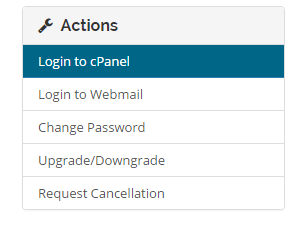 Actions
Login to cPanel
Login to Webmail
Change Password
Upgrade/Downgrade
Request Cancellation